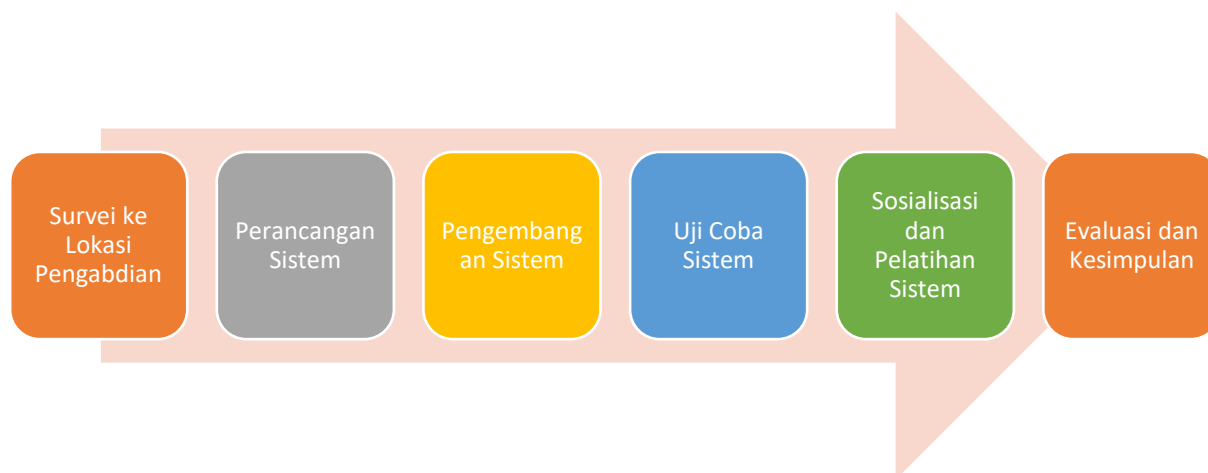 Survei ke
Lokasi
Pengabdian
Perancangan
Sistem
Pengembang
an Sistem
Uji Coba
Sistem
Sosialisasi
dan
Pelatihan
Sistem
Evaluasi dan
Kesimpulan